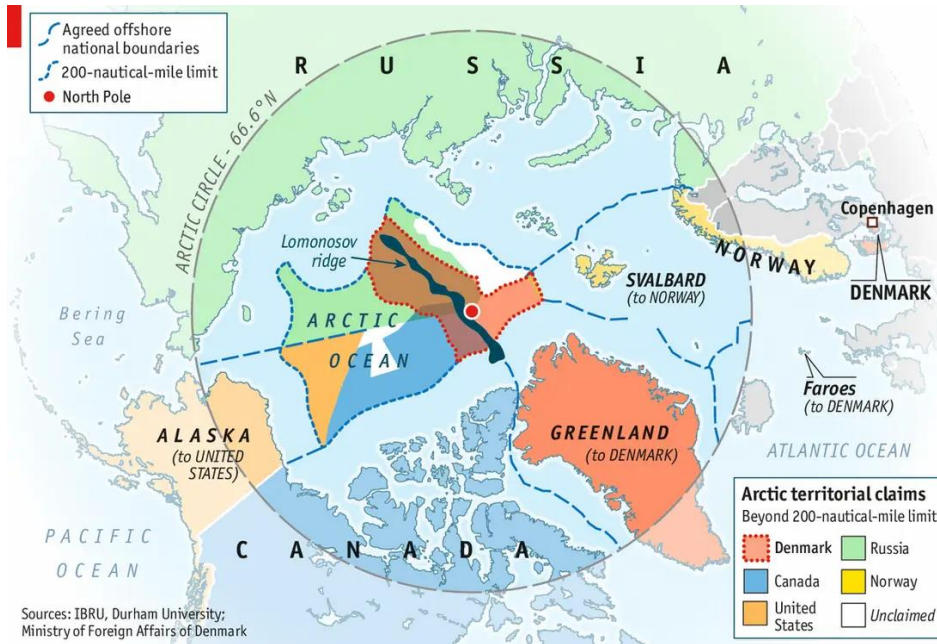 Agreed offshore
national boundaries
200-nautical-mile limit
North Pole
RUSSIA
ARCTIC CIRCLE - 66.6°N
Lomonosov
ridge
Copenhagen
NORWAY
SVALBARD
(to NORWAY)
DENMARK
Bering
Sea
ARCTIC
OCEAN
Faroes
(to DENMARK)
ALASKA
(to UNITED
STATES)
GREENLAND
(to DENMARK)
ATLANTIC OCEAN
PACIFIC
OCEAN
CANADA
Arctic territorial claims
Beyond 200-nautical-mile limit
Denmark
Russia
Canada
Norway
United
States
Unclaimed
Sources: IBRU, Durham University;
Ministry of Foreign Affairs of Denmark